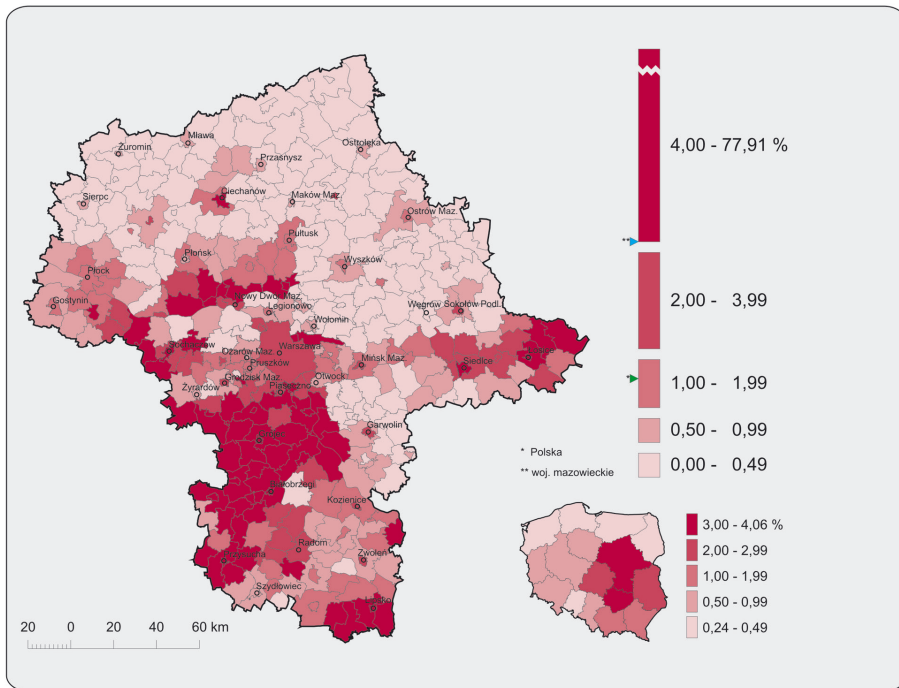 Mława
Żuromin
Ostrołęka
Przasnysz
Ciechanów
Maków Maz.
Sierpc
Ostrów Maz.
Pułtusk
Płońsk
Wyszków
Płock
Nowy Dwór Maz.
Legionowo
Gostynin
Węgrów
Sokołów Podl.
Wołomin
Sochaczew
Ożarów Maz.
Warszawa
Pruszków
Mińsk Maz.
Siedlce
Łosice
Grodzisk Maz.
Otwock
Piaseczno
Żyrardów
Garwolin
Grójec
Białobrzegi
Kozienice
Radom
Przysucha
Zwoleń
Szydłowiec
Lipsko
20 0 20 40 60 km
4,00 - 77,91 %
**
2,00 - 3,99
*
1,00 - 1,99
0,50 - 0,99
0,00 - 0,49
* Polska
** woj. mazowieckie
3,00 - 4,06 %
2,00 - 2,99
1,00 - 1,99
0,50 - 0,99
0,24 - 0,49